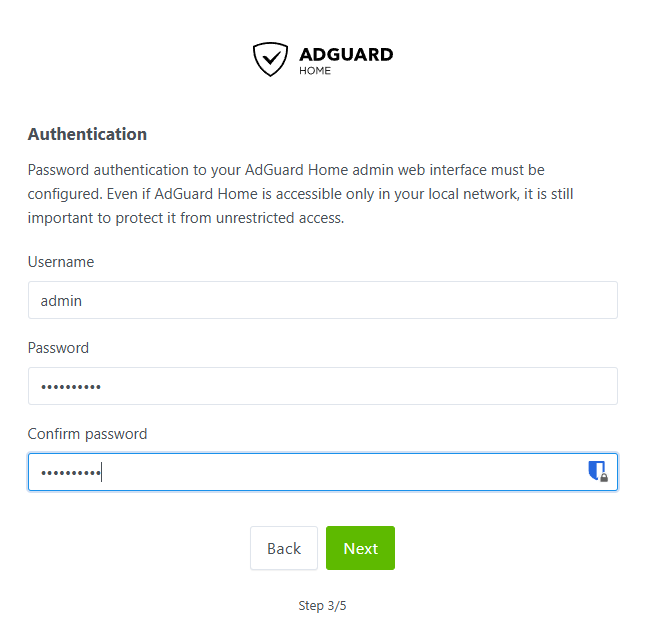 ADGUARD
HOME
Authentication
Password authentication to your AdGuard Home admin web interface must be
configured. Even if AdGuard Home is accessible only in your local network, it is still
important to protect it from unrestricted access.
Username
admin
Password
••••••••••
Confirm password
••••••••••
Back Next
Step 3/5